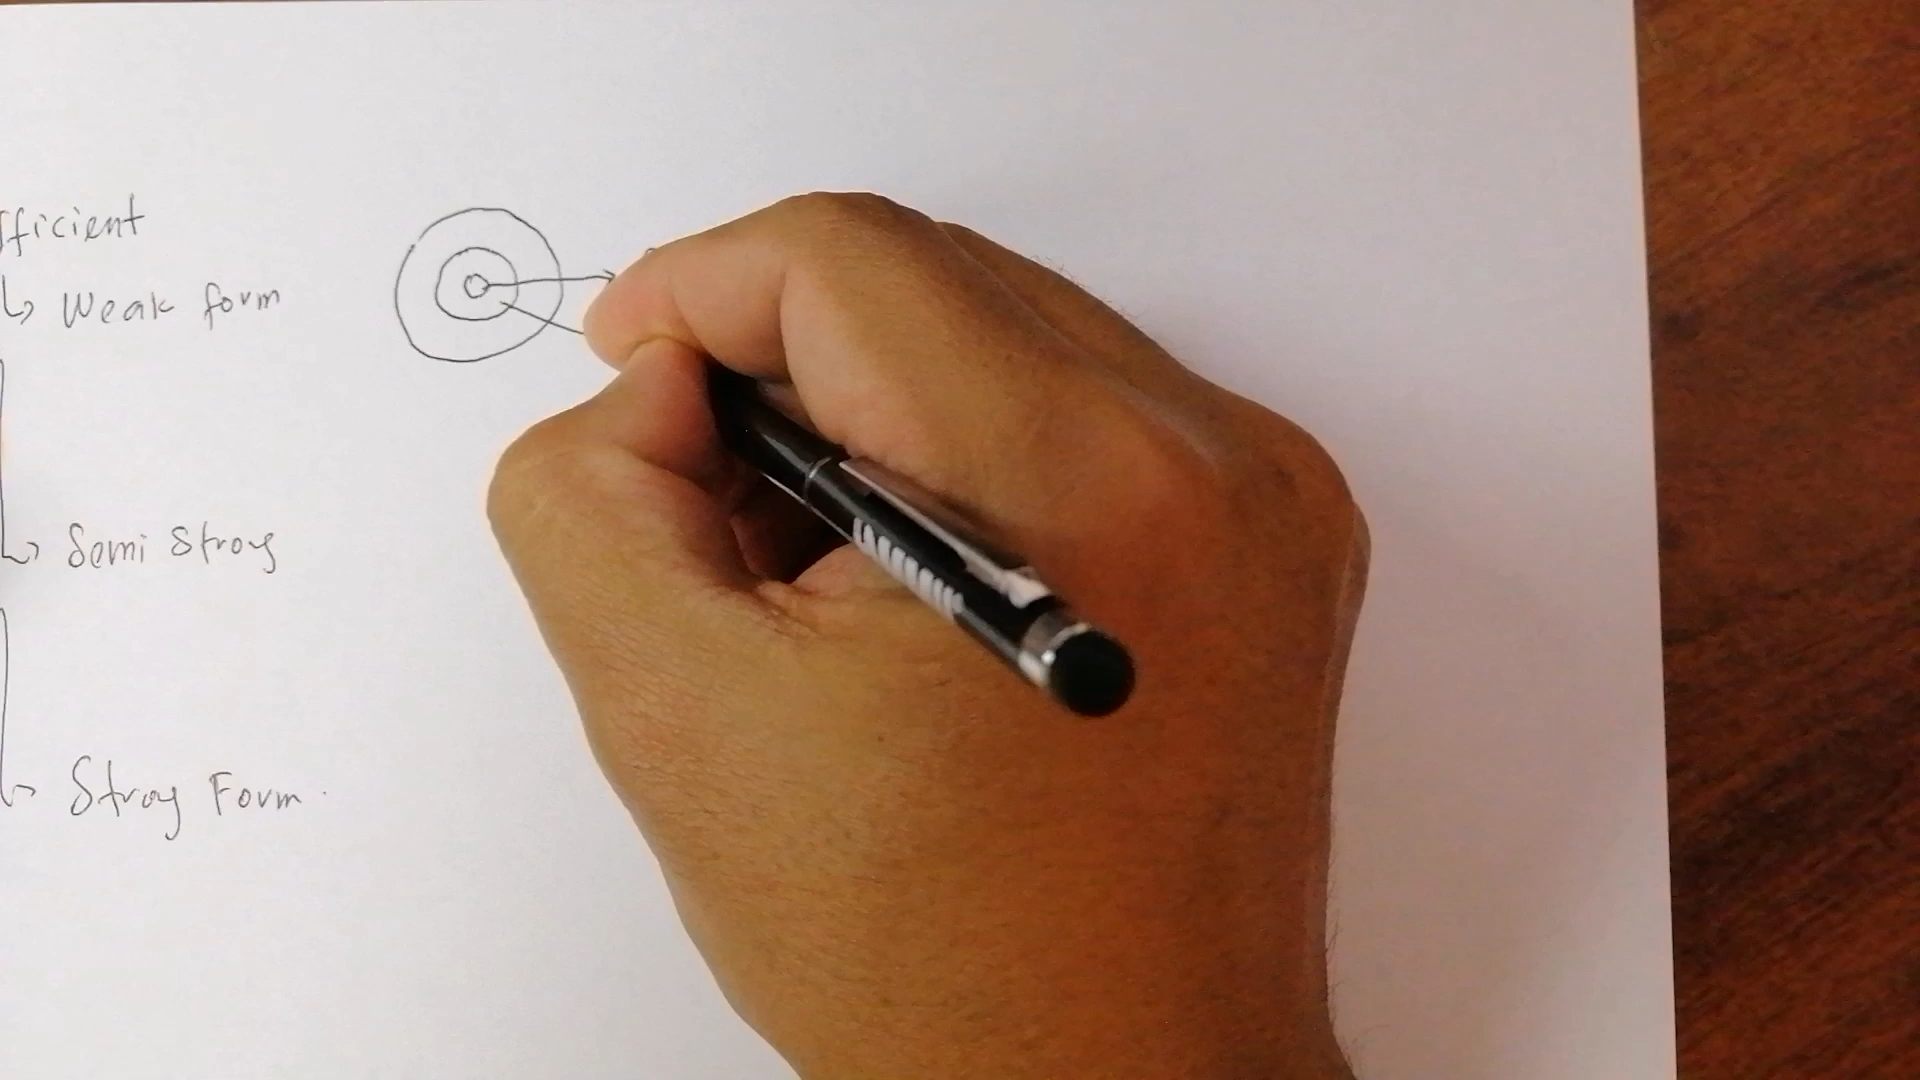 fficient
↳ Weak form
↳ Semi Strong
↳ Strong Form.